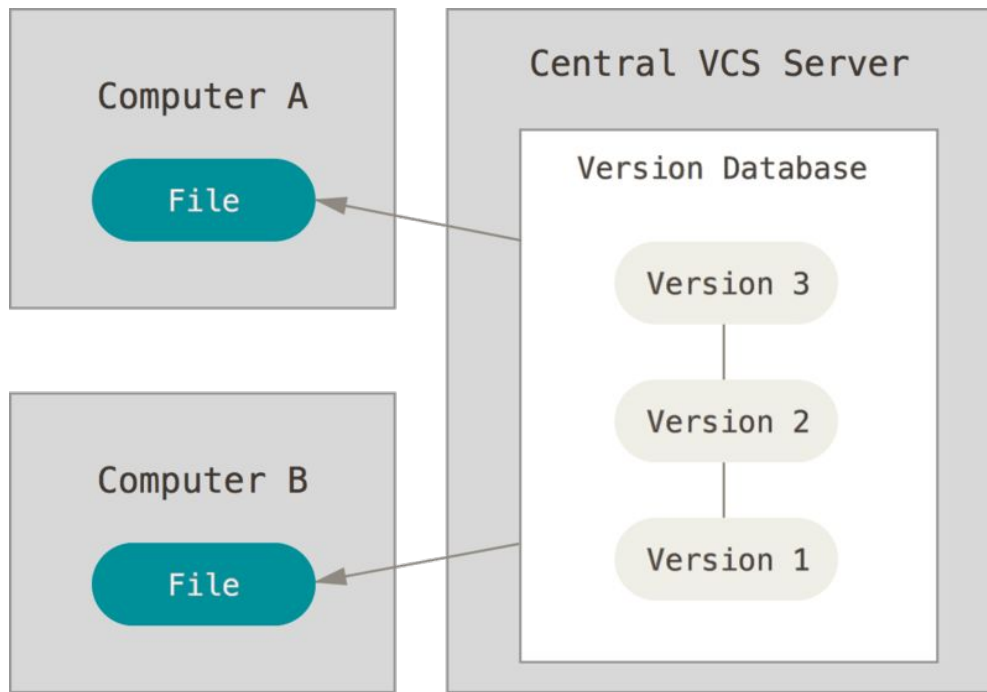 Computer A
File
Computer B
File
Central VCS Server
Version Database
Version 3
Version 2
Version 1